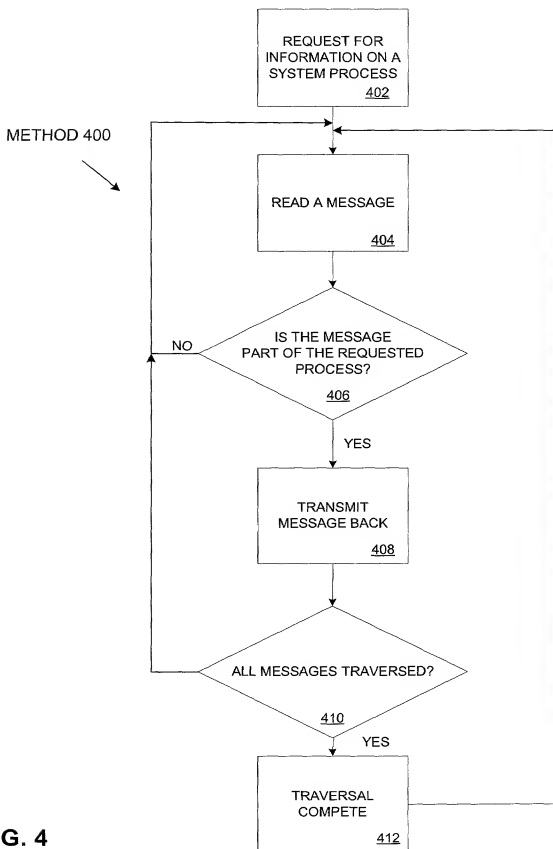 REQUEST FOR
INFORMATION ON A
SYSTEM PROCESS
402
METHOD 400
READ A MESSAGE
404
IS THE MESSAGE
PART OF THE REQUESTED
PROCESS?
406
NO
YES
TRANSMIT
MESSAGE BACK
408
ALL MESSAGES TRAVERSED?
410
YES
TRAVERSAL
COMPETE
412
G. 4